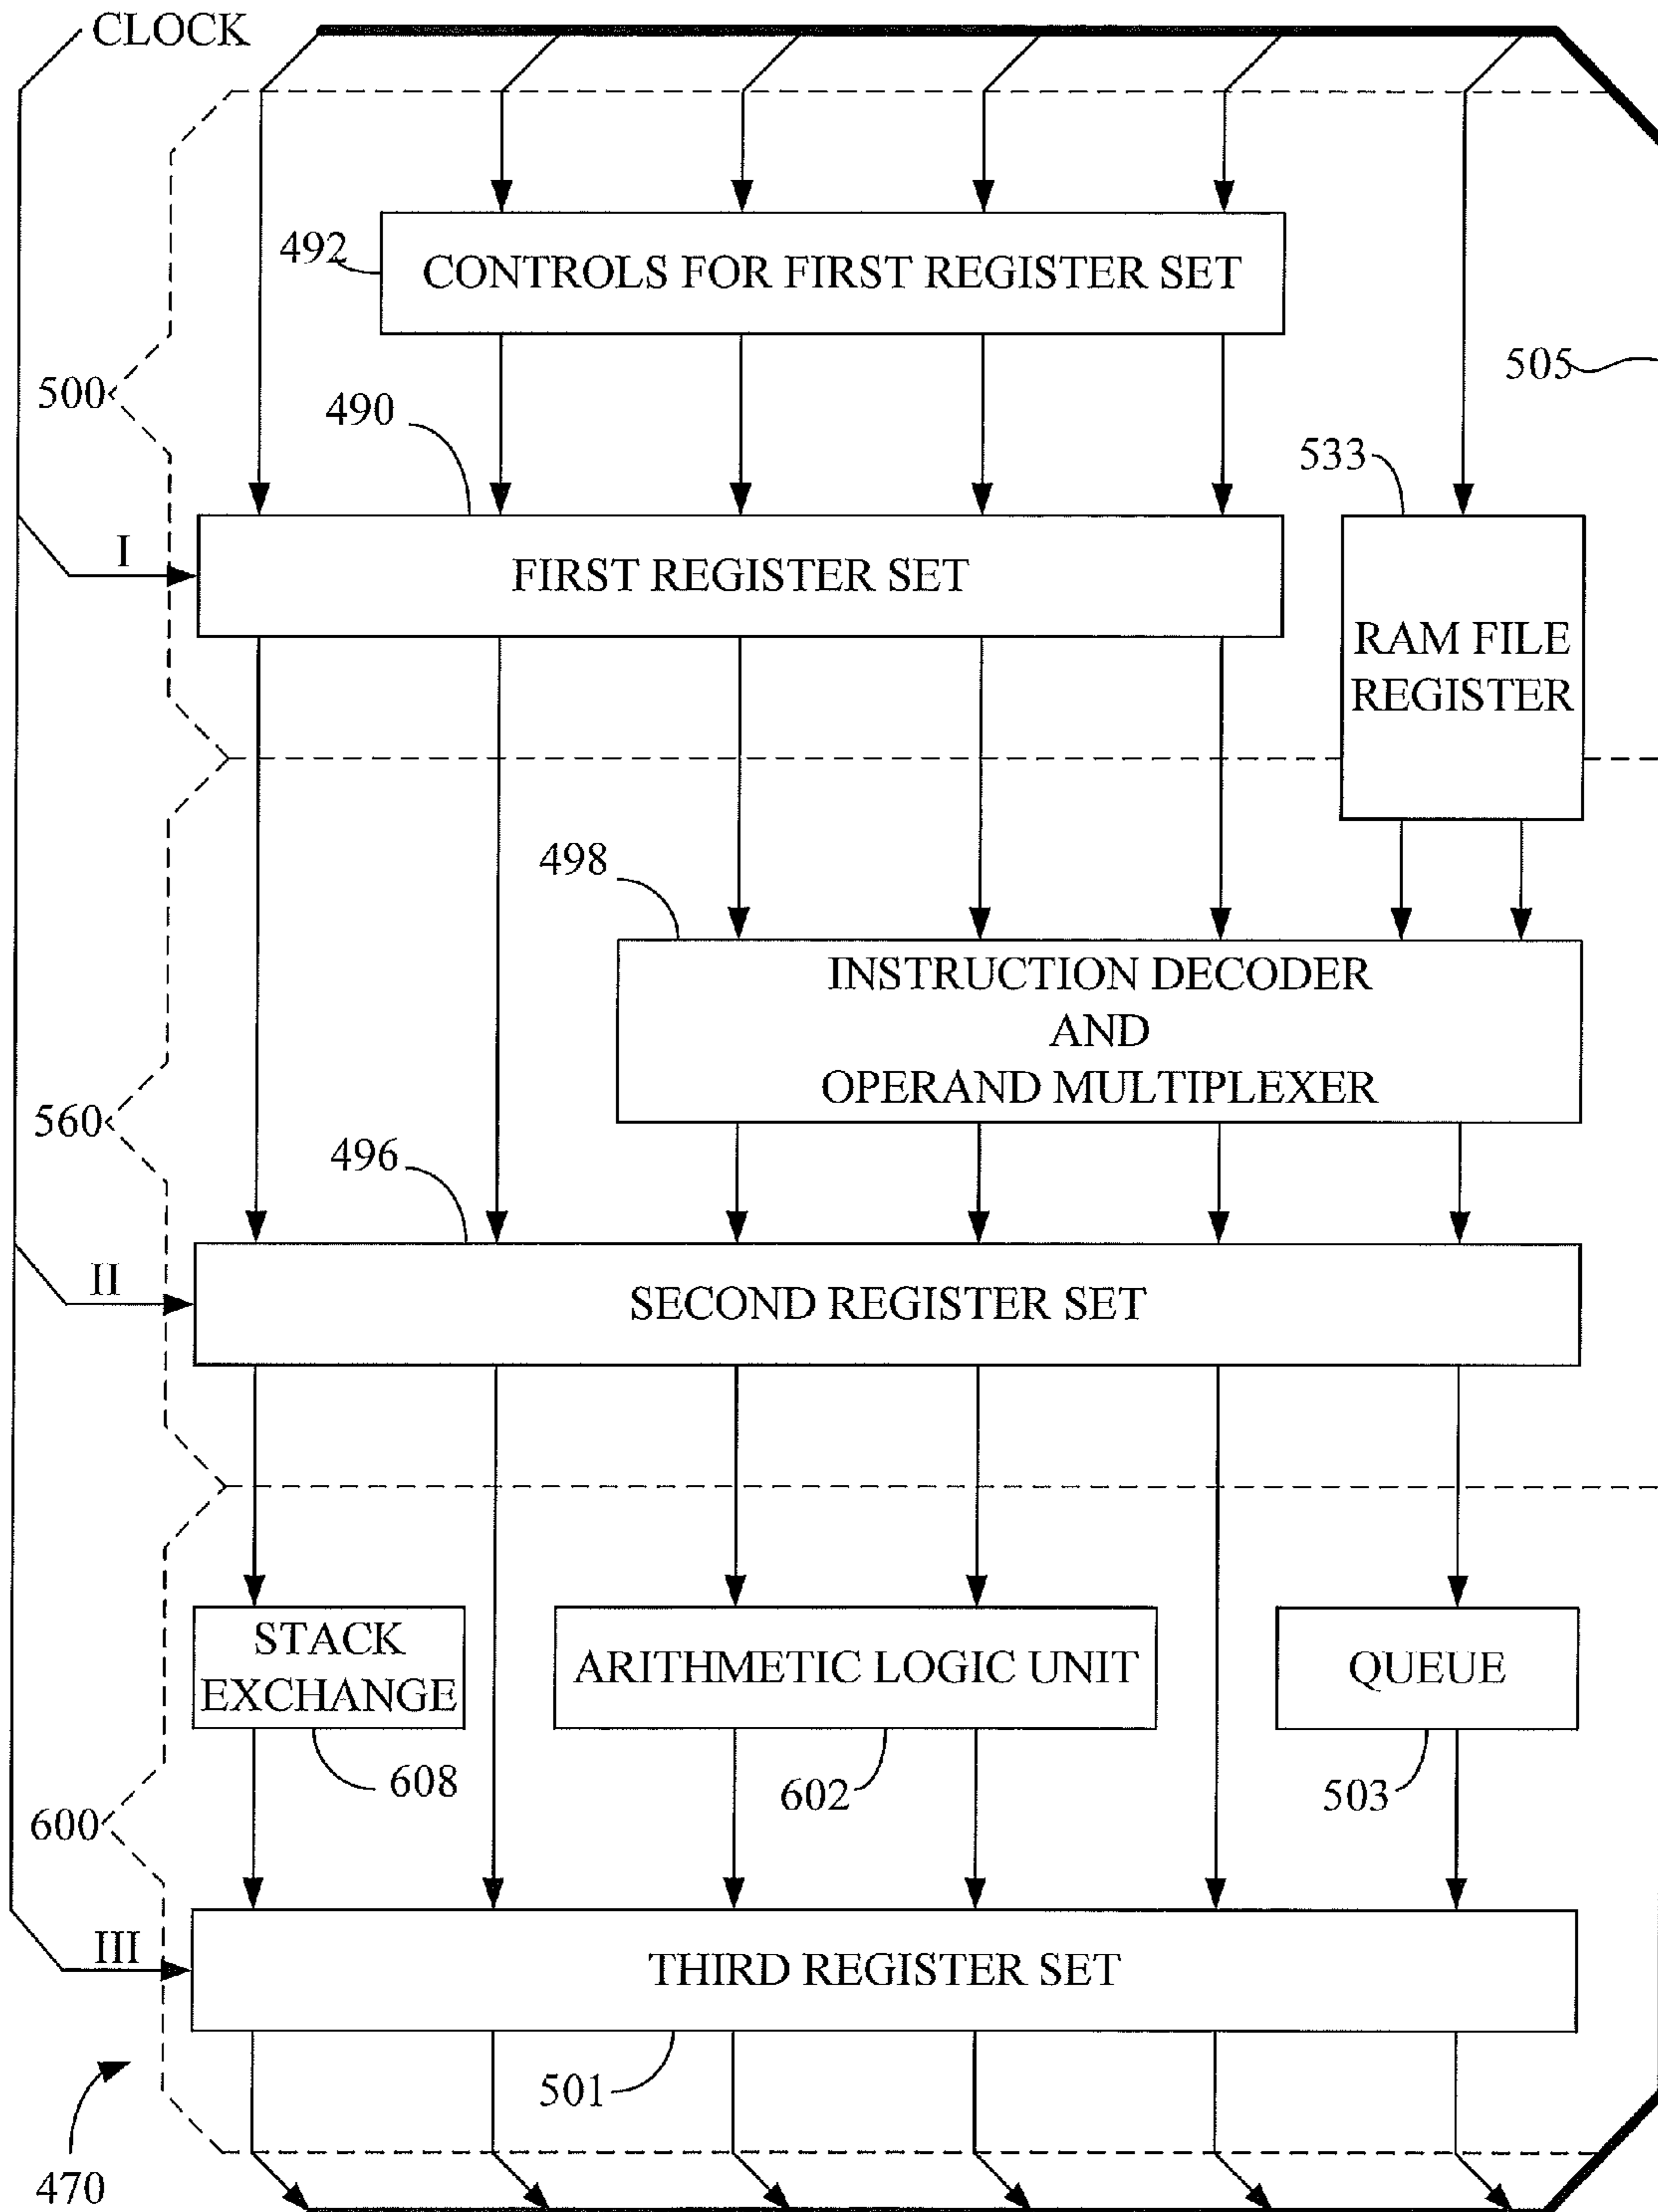 CLOCK
492
CONTROLS FOR FIRST REGISTER SET
500
490
505
533
I
FIRST REGISTER SET
RAM FILE
REGISTER
498
INSTRUCTION DECODER
AND
OPERAND MULTIPLEXER
560
496
II
SECOND REGISTER SET
STACK
EXCHANGE
ARITHMETIC LOGIC UNIT
QUEUE
608
602
503
600
III
THIRD REGISTER SET
501
470